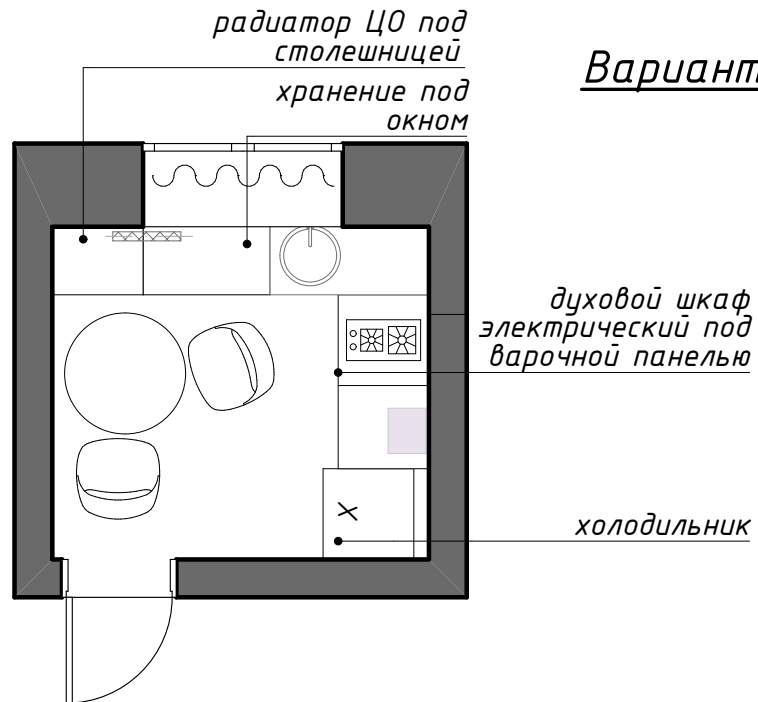 радиатор ЦО под
столешницей
Вариант
хранение под
окном
духовой шкаф
электрический под
варочной панелью
Х
холодильник